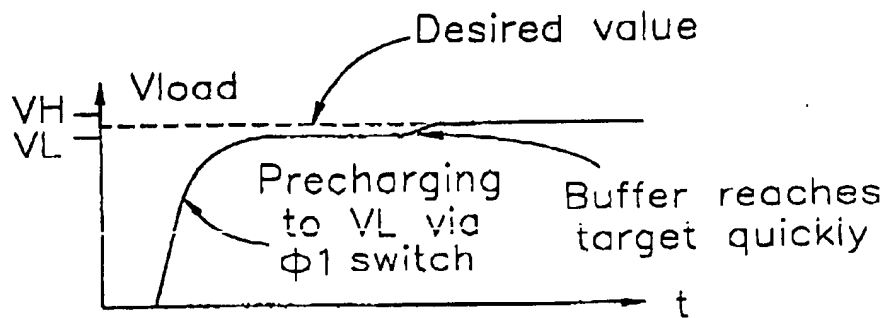 Desired value
Vload
VH
VL
Precharging
to VL via
Φ1 switch
Buffer reaches
target quickly
t